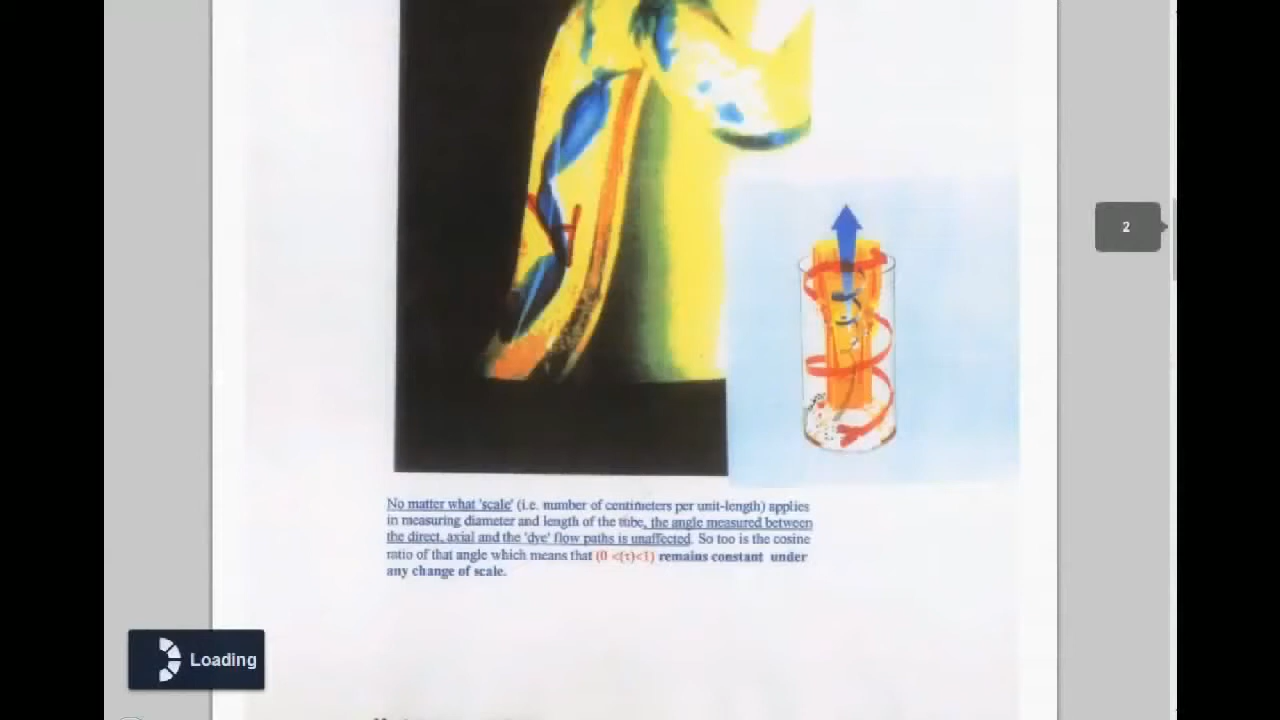 2
No matter what 'scale' (i.e. number of centimeters per unit-length) applies
in measuring diameter and length of the tube, the angle measured between
the direct, axial and the 'dye' flow paths is unaffected. So too is the cosine
ratio of that angle which means that (0 <(τ)<1) remains constant under
any change of scale.
Loading